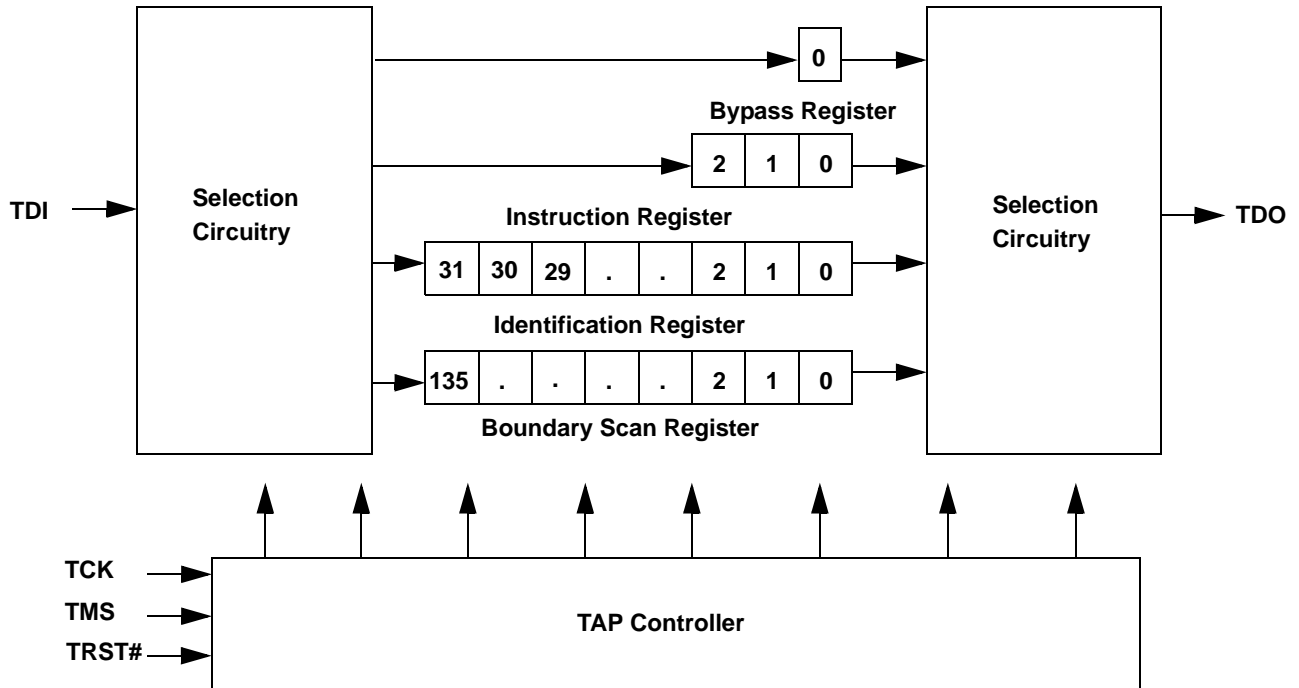 0
Bypass Register
2 1 0
TDI
Selection
Circuitry
Instruction Register
Selection
Circuitry
TDO
31 30 29 . . 2 1 0
Identification Register
135 . . . . 2 1 0
Boundary Scan Register
TCK
TMS
TRST#
TAP Controller